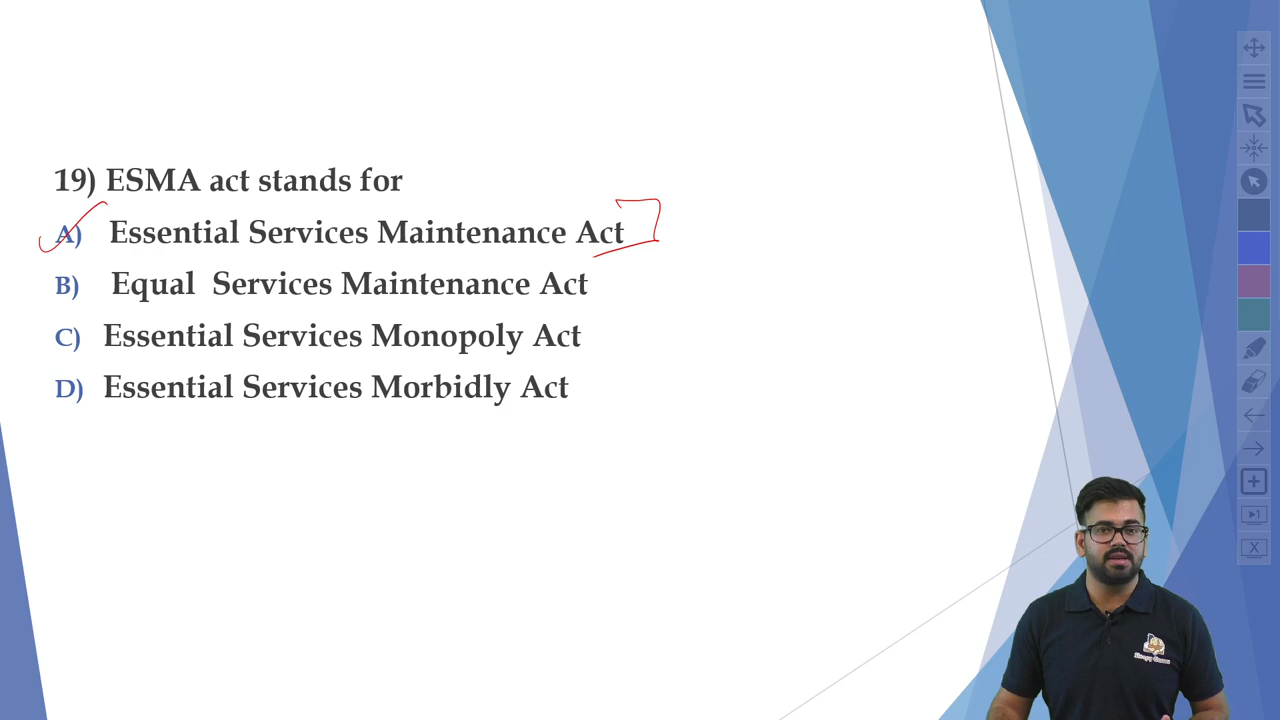 19) ESMA act stands for
A) Essential Services Maintenance Act
B) Equal Services Maintenance Act
C) Essential Services Monopoly Act
D) Essential Services Morbidly Act